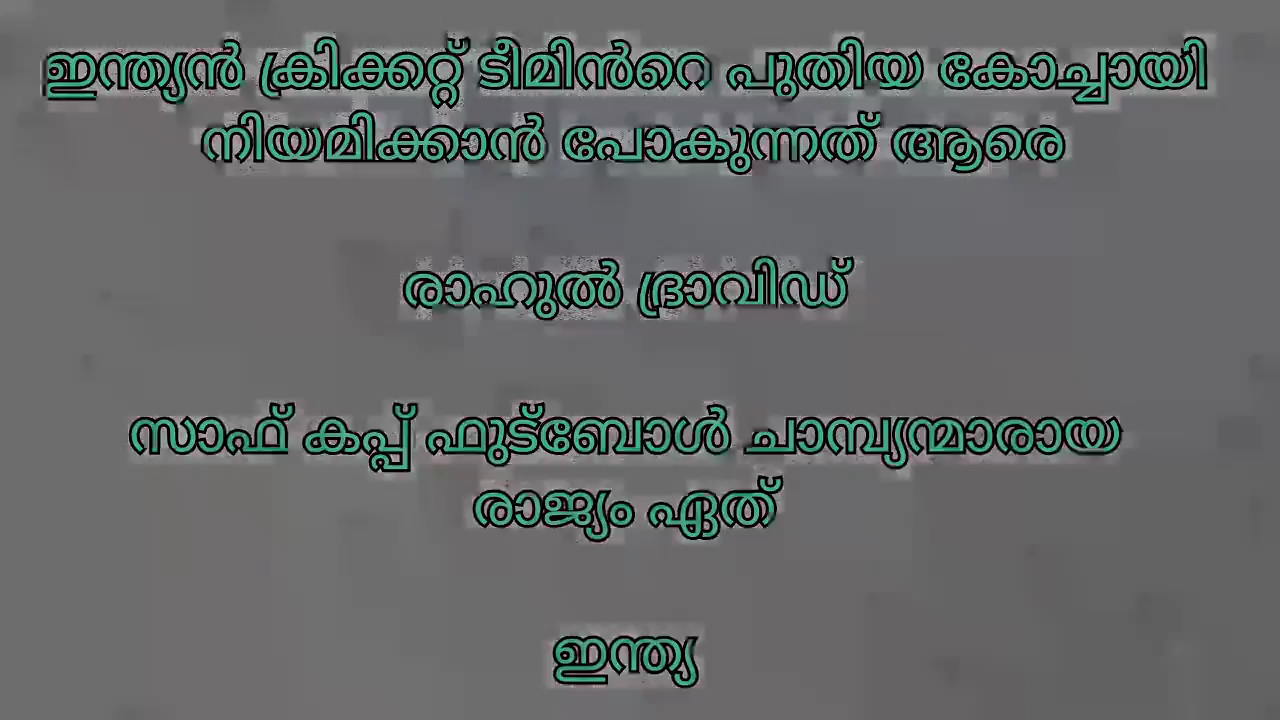 ഇന്ത്യൻ ക്രിക്കറ്റ് ടീമിൻറെ പുതിയ കോച്ചായി
നിയമിക്കാൻ പോകുന്നത് ആരെ
രാഹുൽ ദ്രാവിഡ്
സാഫ് കപ്പ് ഫുട്ബോൾ ചാമ്പ്യന്മാരായ
രാജ്യം ഏത്
ഇന്ത്യ